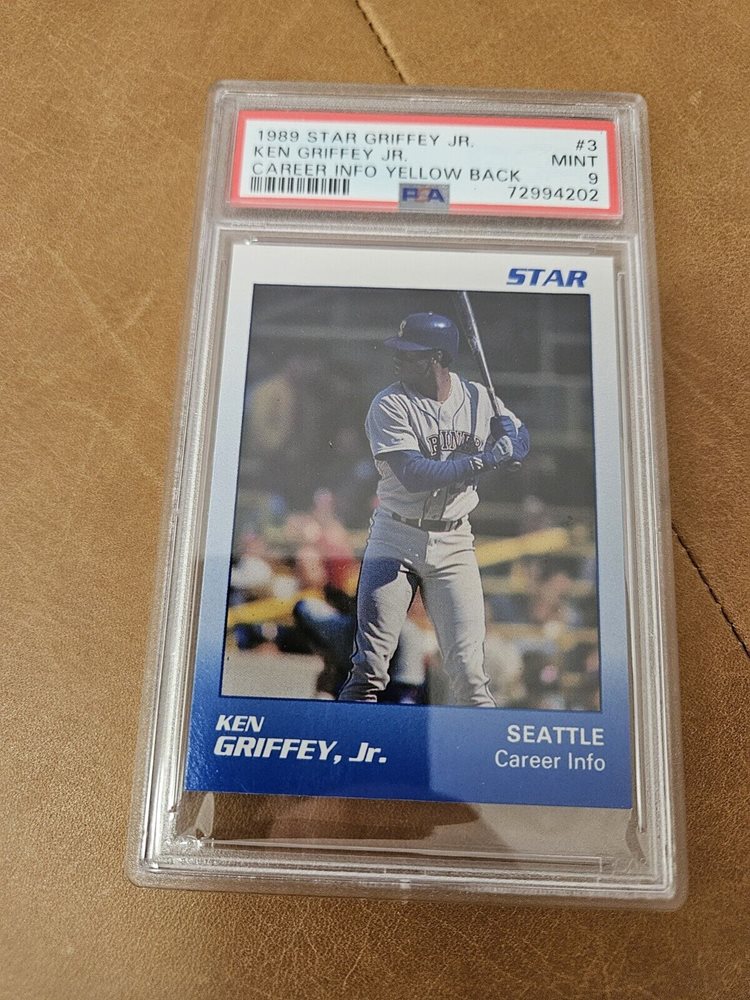 1989 STAR GRIFFEY JR. #3
KEN GRIFFEY JR. MINT
CAREER INFO YELLOW BACK 9
PSA 72994202
STAR
PINE
KEN
GRIFFEY, Jr.
SEATTLE
Career Info